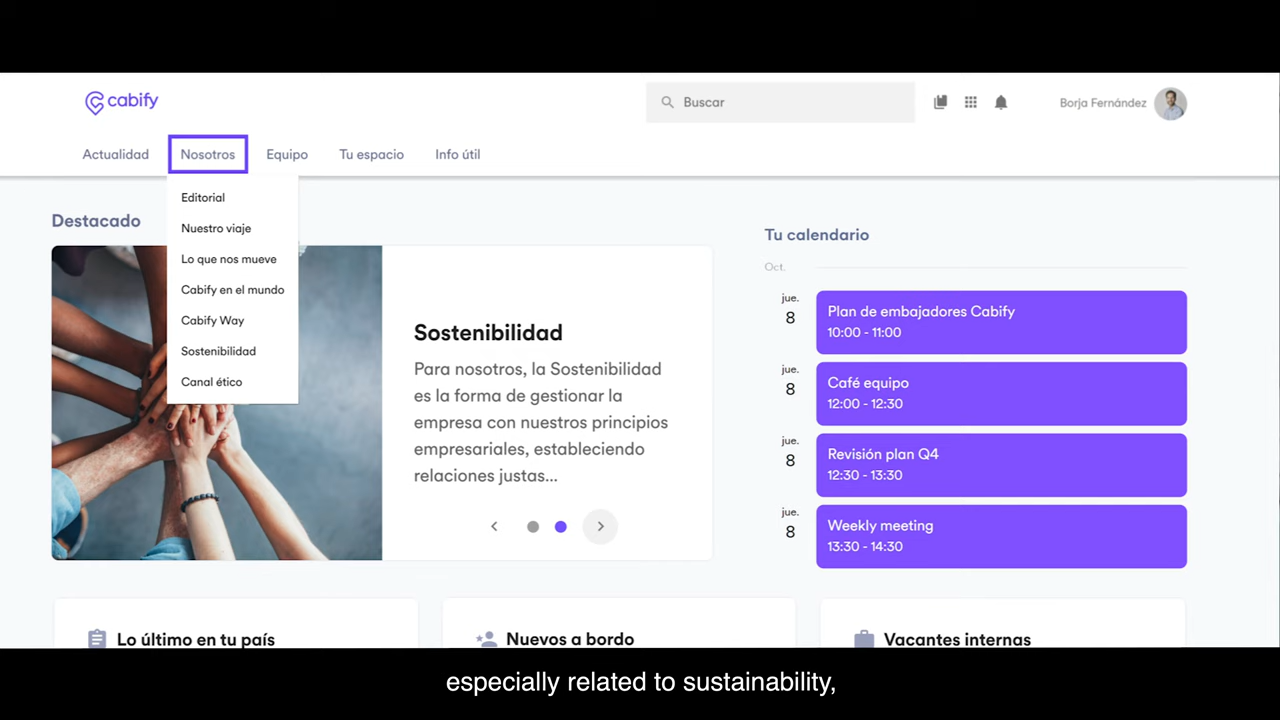 cabify
Buscar
Borja Fernández
Actualidad
Nosotros
Equipo
Tu espacio
Info útil
Editorial
Nuestro viaje
Lo que nos mueve
Cabify en el mundo
Cabify Way
Sostenibilidad
Canal ético
Destacado
Sostenibilidad
Para nosotros, la Sostenibilidad
es la forma de gestionar la
empresa con nuestros principios
empresariales, estableciendo
relaciones justas...
Tu calendario
Oct.
jue.
8
Plan de embajadores Cabify
10:00 - 11:00
jue.
8
Café equipo
12:00 - 12:30
jue.
8
Revisión plan Q4
12:30 - 13:30
jue.
8
Weekly meeting
13:30 - 14:30
Lo último en tu país
Nuevos a bordo
Vacantes internas
especially related to sustainability,